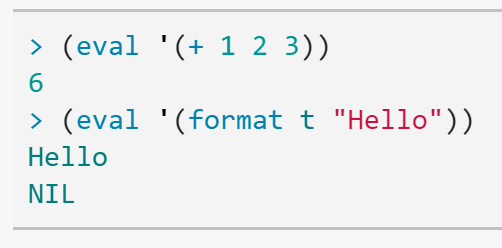 > (eval '(+ 1 2 3))
6
> (eval '(format t "Hello"))
Hello
NIL